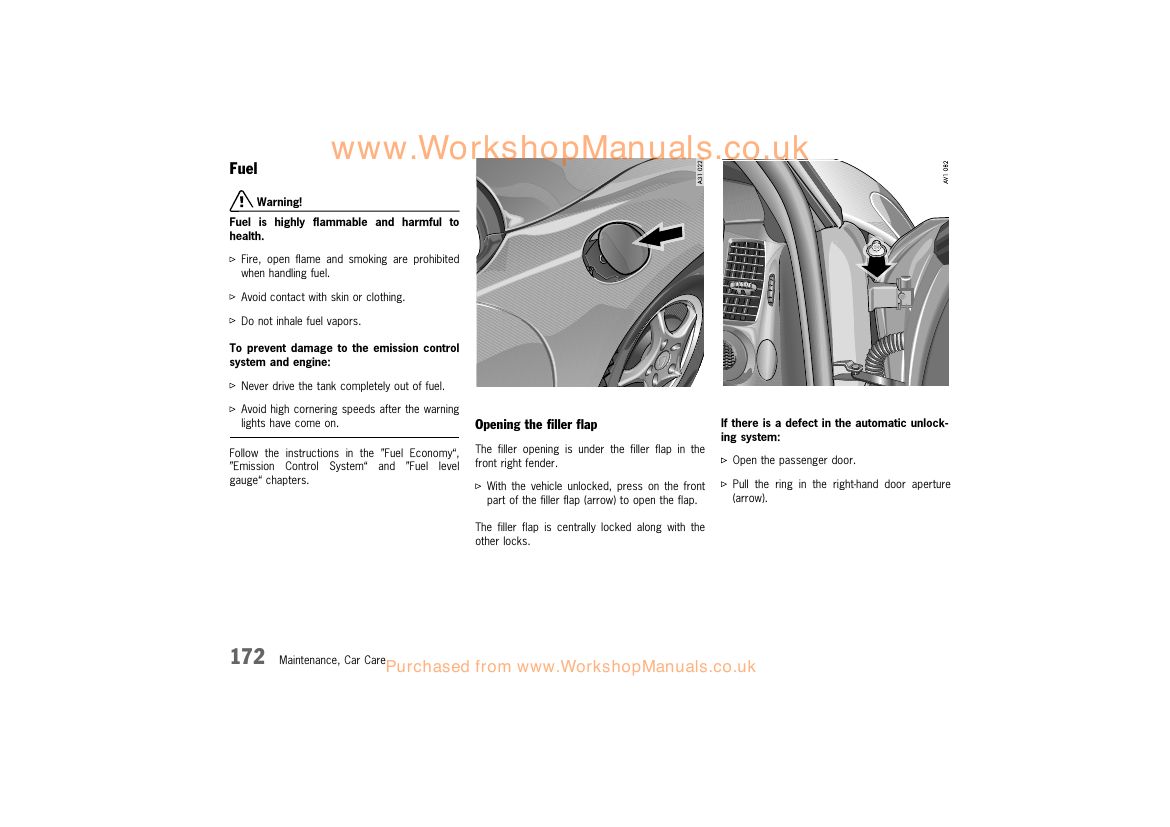 www.WorkshopManuals.co.uk
Fuel
Warning!
Fuel is highly flammable and harmful to
health.
▷ Fire, open flame and smoking are prohibited
when handling fuel.
▷ Avoid contact with skin or clothing.
▷ Do not inhale fuel vapors.
To prevent damage to the emission control
system and engine:
▷ Never drive the tank completely out of fuel.
▷ Avoid high cornering speeds after the warning
lights have come on.
Follow the instructions in the "Fuel Economy“,
"Emission Control System“ and "Fuel level
gauge“ chapters.
A31 022
Opening the filler flap
The filler opening is under the filler flap in the
front right fender.
▷ With the vehicle unlocked, press on the front
part of the filler flap (arrow) to open the flap.
The filler flap is centrally locked along with the
other locks.
AV1 082
If there is a defect in the automatic unlock-
ing system:
▷ Open the passenger door.
▷ Pull the ring in the right-hand door aperture
(arrow).
172 Maintenance, Car Care
Purchased from www.WorkshopManuals.co.uk